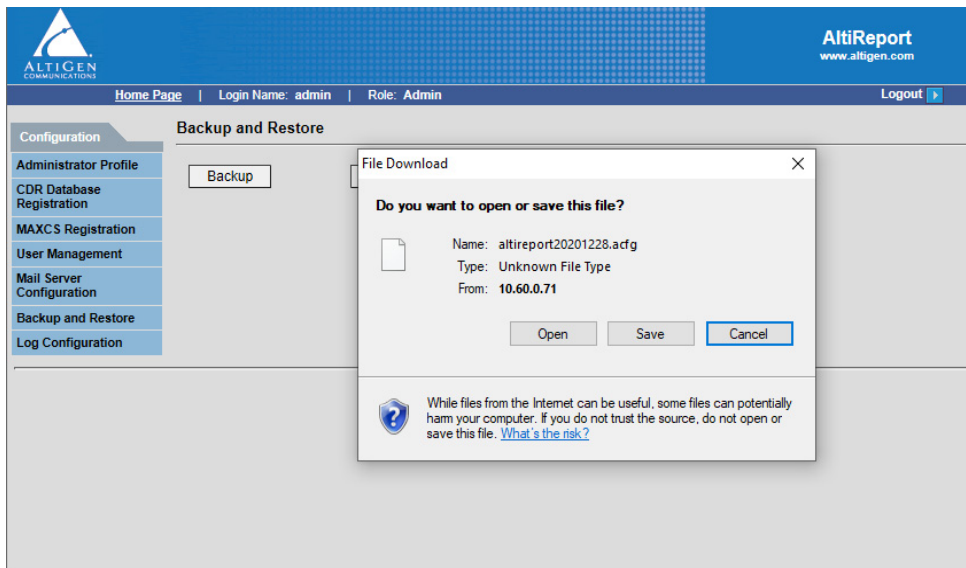 ALTIGEN
COMMUNICATIONS
AltiReport
www.altigen.com
Home Page | Login Name: admin | Role: Admin
Logout
Configuration
Administrator Profile
CDR Database
Registration
MAXCS Registration
User Management
Mail Server
Configuration
Backup and Restore
Log Configuration
Backup and Restore
Backup
File Download
Do you want to open or save this file?
Name: altireport20201228.acfg
Type: Unknown File Type
From: 10.60.0.71
Open
Save
Cancel
While files from the Internet can be useful, some files can potentially
harm your computer. If you do not trust the source, do not open or
save this file. What's the risk?